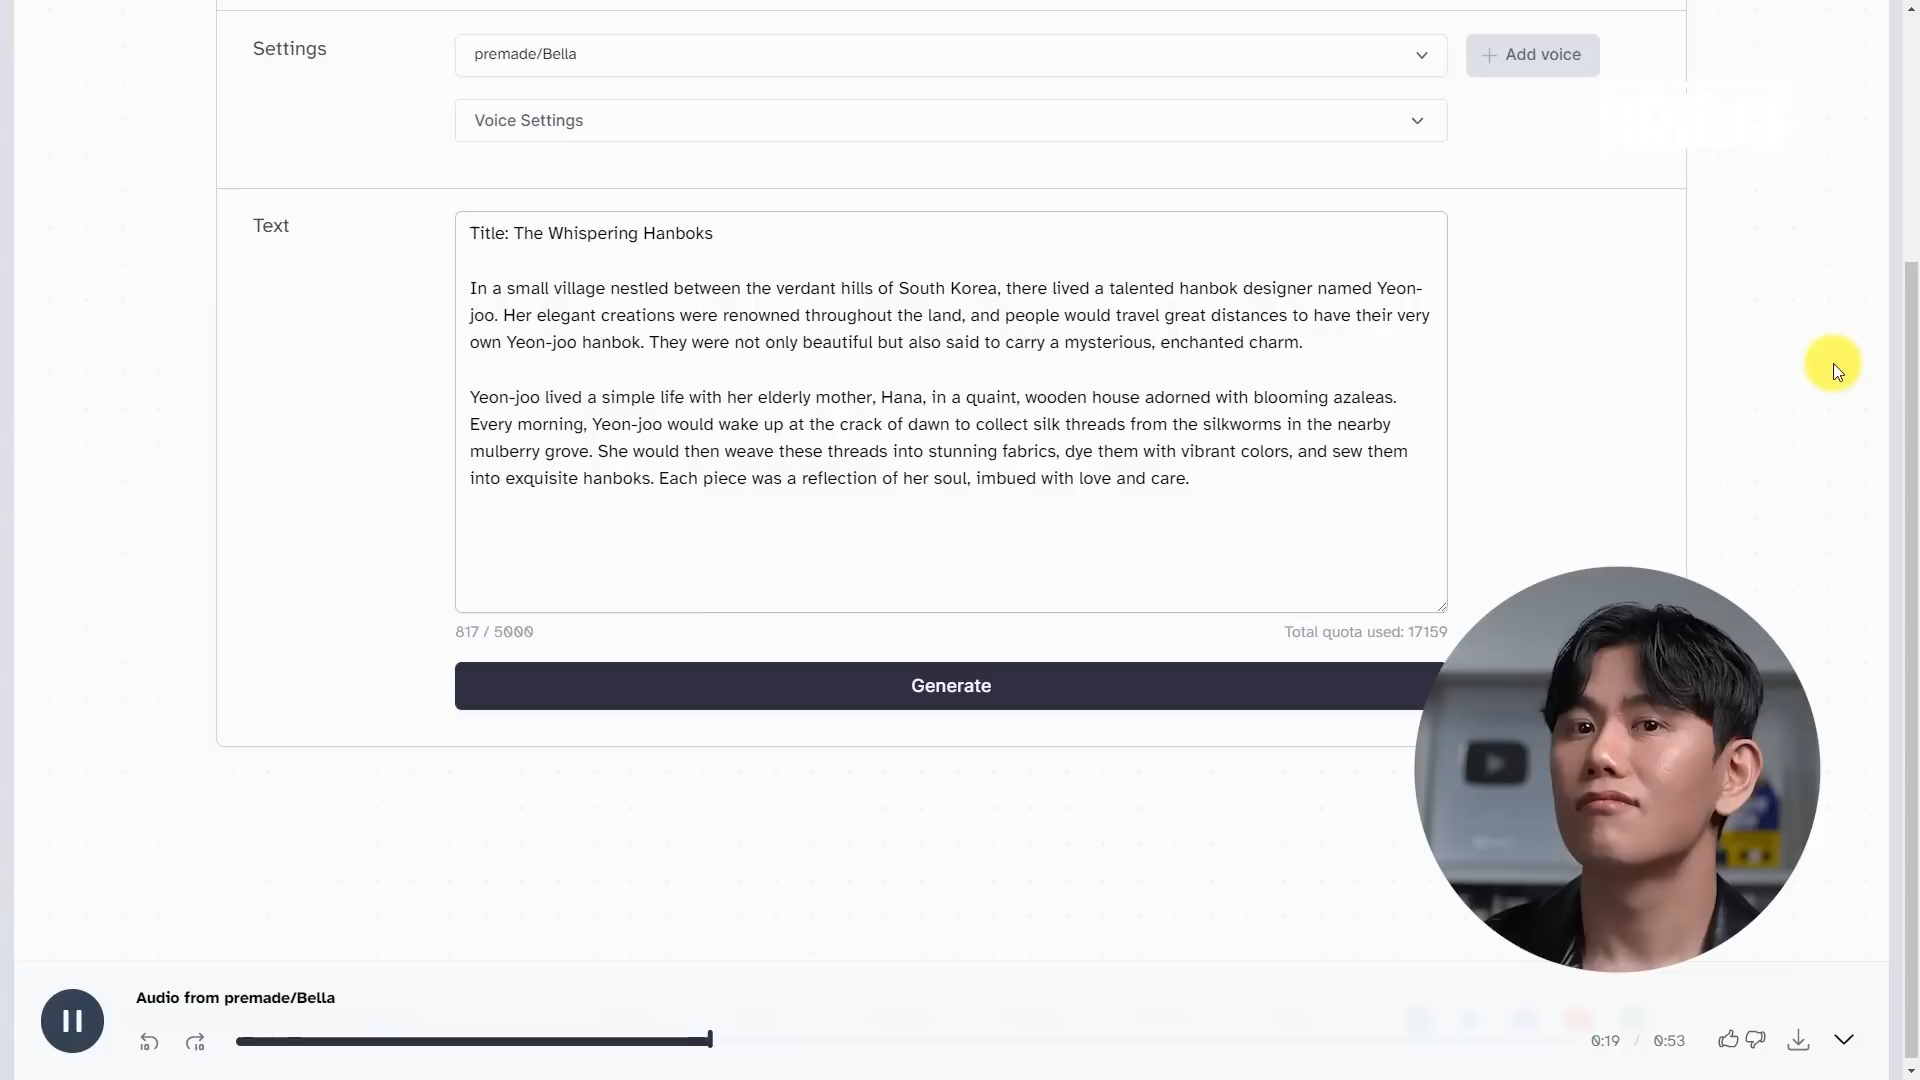 Settings
premade/Bella
Add voice
Voice Settings
Text
Title: The Whispering Hanboks
In a small village nestled between the verdant hills of South Korea, there lived a talented hanbok designer named Yeon-
joo. Her elegant creations were renowned throughout the land, and people would travel great distances to have their very
own Yeon-joo hanbok. They were not only beautiful but also said to carry a mysterious, enchanted charm.
Yeon-joo lived a simple life with her elderly mother, Hana, in a quaint, wooden house adorned with blooming azaleas.
Every morning, Yeon-joo would wake up at the crack of dawn to collect silk threads from the silkworms in the nearby
mulberry grove. She would then weave these threads into stunning fabrics, dye them with vibrant colors, and sew them
into exquisite hanboks. Each piece was a reflection of her soul, imbued with love and care.
817 / 5000
Total quota used: 17159
Generate
Audio from premade/Bella
10
10
0:19 / 0:53